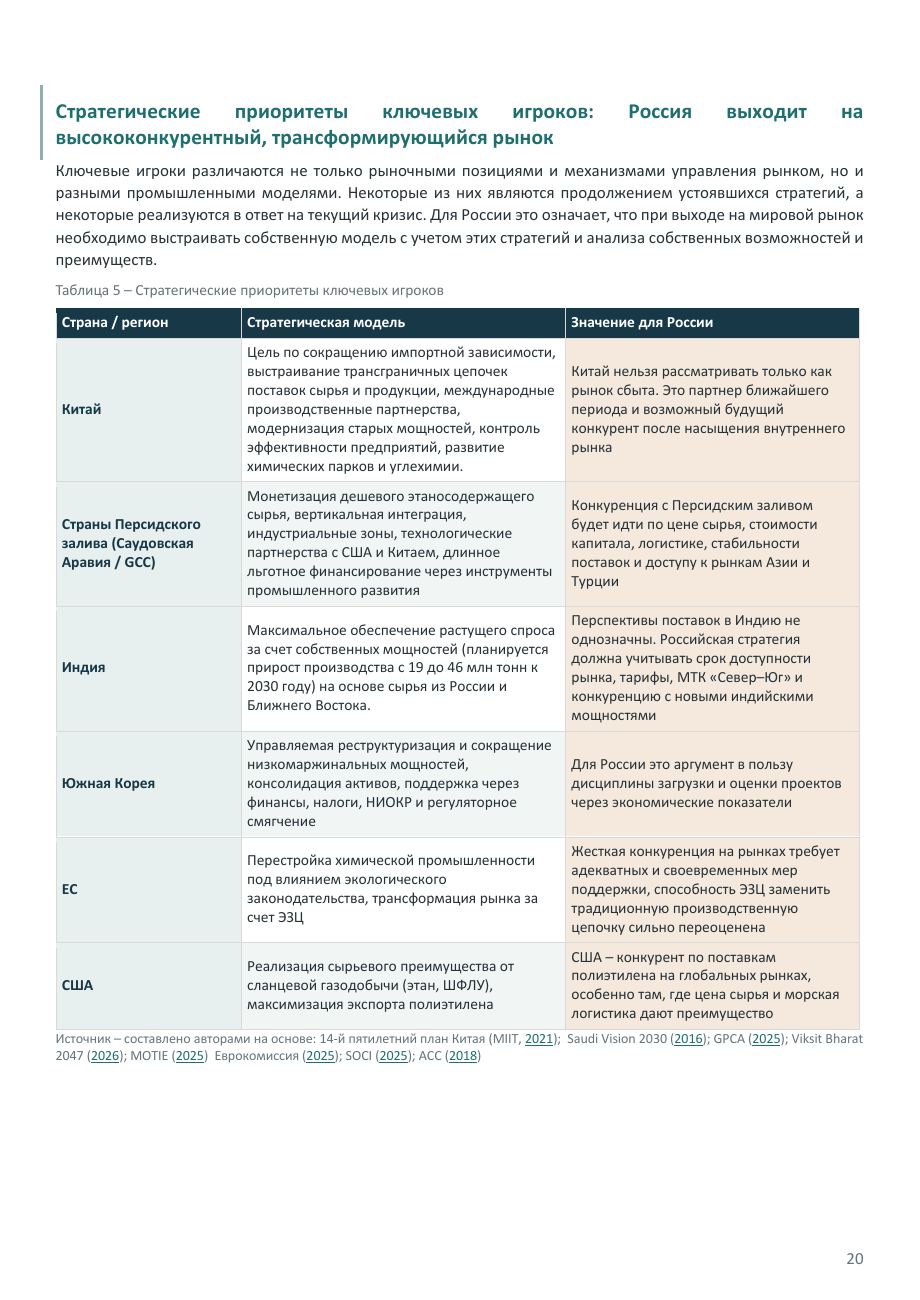 Стратегические приоритеты ключевых игроков: Россия выходит на
высококонкурентный, трансформирующийся рынок
Ключевые игроки различаются не только рыночными позициями и механизмами управления рынком, но и
разными промышленными моделями. Некоторые из них являются продолжением устоявшихся стратегий, а
некоторые реализуются в ответ на текущий кризис. Для России это означает, что при выходе на мировой рынок
необходимо выстраивать собственную модель с учетом этих стратегий и анализа собственных возможностей и
преимуществ.
Таблица 5 – Стратегические приоритеты ключевых игроков
Страна / регион
Стратегическая модель
Значение для России
Китай
Цель по сокращению импортной зависимости,
выстраивание трансграничных цепочек
поставок сырья и продукции, международные
производственные партнерства,
модернизация старых мощностей, контроль
эффективности предприятий, развитие
химических парков и углехимии.
Китай нельзя рассматривать только как
рынок сбыта. Это партнер ближайшего
периода и возможный будущий
конкурент после насыщения внутреннего
рынка
Страны Персидского
залива (Саудовская
Аравия / GCC)
Монетизация дешевого этаносодержащего
сырья, вертикальная интеграция,
индустриальные зоны, технологические
партнерства с США и Китаем, длинное
льготное финансирование через инструменты
промышленного развития
Конкуренция с Персидским заливом
будет идти по цене сырья, стоимости
капитала, логистике, стабильности
поставок и доступу к рынкам Азии и
Турции
Индия
Максимальное обеспечение растущего спроса
за счет собственных мощностей (планируется
прирост производства с 19 до 46 млн тонн к
2030 году) на основе сырья из России и
Ближнего Востока.
Перспективы поставок в Индию не
однозначны. Российская стратегия
должна учитывать срок доступности
рынка, тарифы, МТК «Север–Юг» и
конкуренцию с новыми индийскими
мощностями
Южная Корея
Управляемая реструктуризация и сокращение
низкомаржинальных мощностей,
консолидация активов, поддержка через
финансы, налоги, НИОКР и регуляторное
смягчение
Для России это аргумент в пользу
дисциплины загрузки и оценки проектов
через экономические показатели
ЕС
Перестройка химической промышленности
под влиянием экологического
законодательства, трансформация рынка за
счет ЭЗЦ
Жесткая конкуренция на рынках требует
адекватных и своевременных мер
поддержки, способность ЭЗЦ заменить
традиционную производственную
цепочку сильно переоценена
США
Реализация сырьевого преимущества от
сланцевой газодобычи (этан, ШФЛУ),
максимизация экспорта полиэтилена
США – конкурент по поставкам
полиэтилена на глобальных рынках,
особенно там, где цена сырья и морская
логистика дают преимущество
Источник – составлено авторами на основе: 14-й пятилетний план Китая (MIIT, 2021); Saudi Vision 2030 (2016); GPCA (2025); Viksit Bharat
2047 (2026); MOTIE (2025) Еврокомиссия (2025); SOCI (2025); ACC (2018)
20